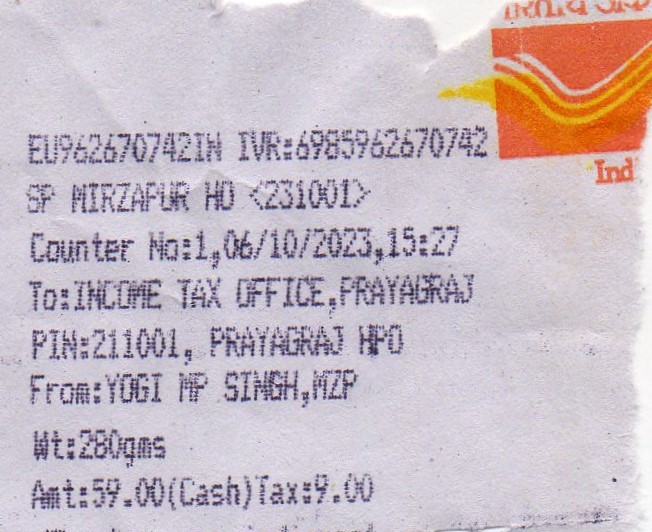 EU962670742IN IVR:6985962670742
SP MIRZAPUR HO <231001>
Counter No:1,06/10/2023,15:27
To:INCOME TAX OFFICE,PRAYAGRAJ
PIN:211001, PRAYAGRAJ HPO
From:YOGI MP SINGH,MZP
Wt:280gms
Amt:59.00(Cash)Tax:9.00
Ind